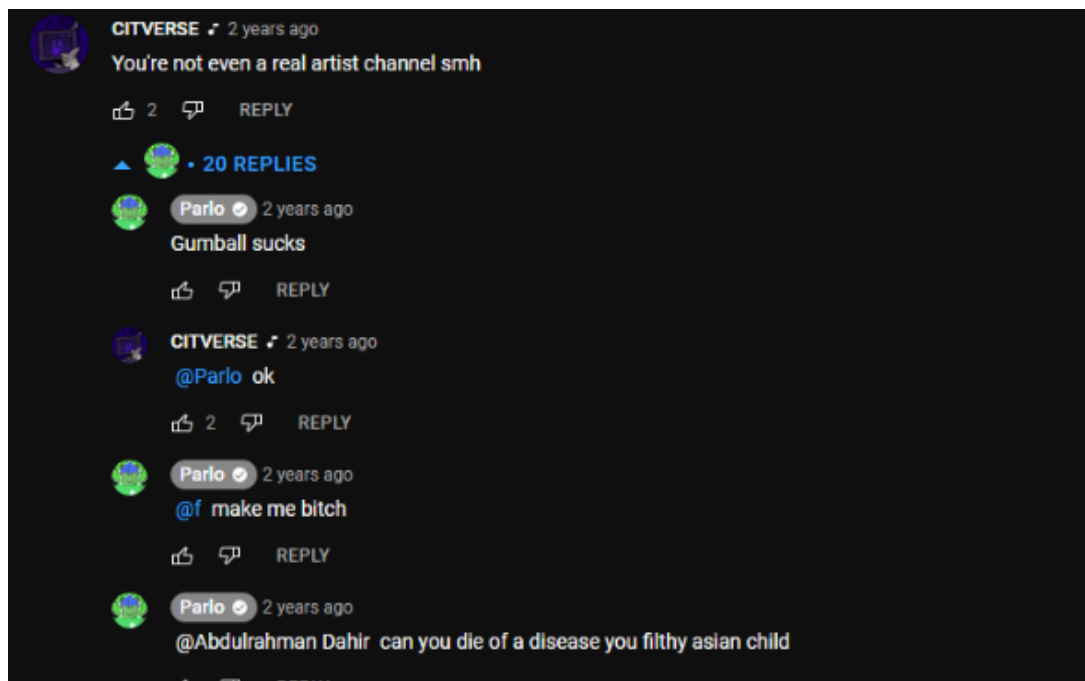 CITVERSE 2 years ago
You're not even a real artist channel smh
2 REPLY
• 20 REPLIES
Parlo 2 years ago
Gumball sucks
REPLY
CITVERSE 2 years ago
@Parlo ok
2 REPLY
Parlo 2 years ago
@f make me bitch
REPLY
Parlo 2 years ago
@Abdulrahman Dahir can you die of a disease you filthy asian child